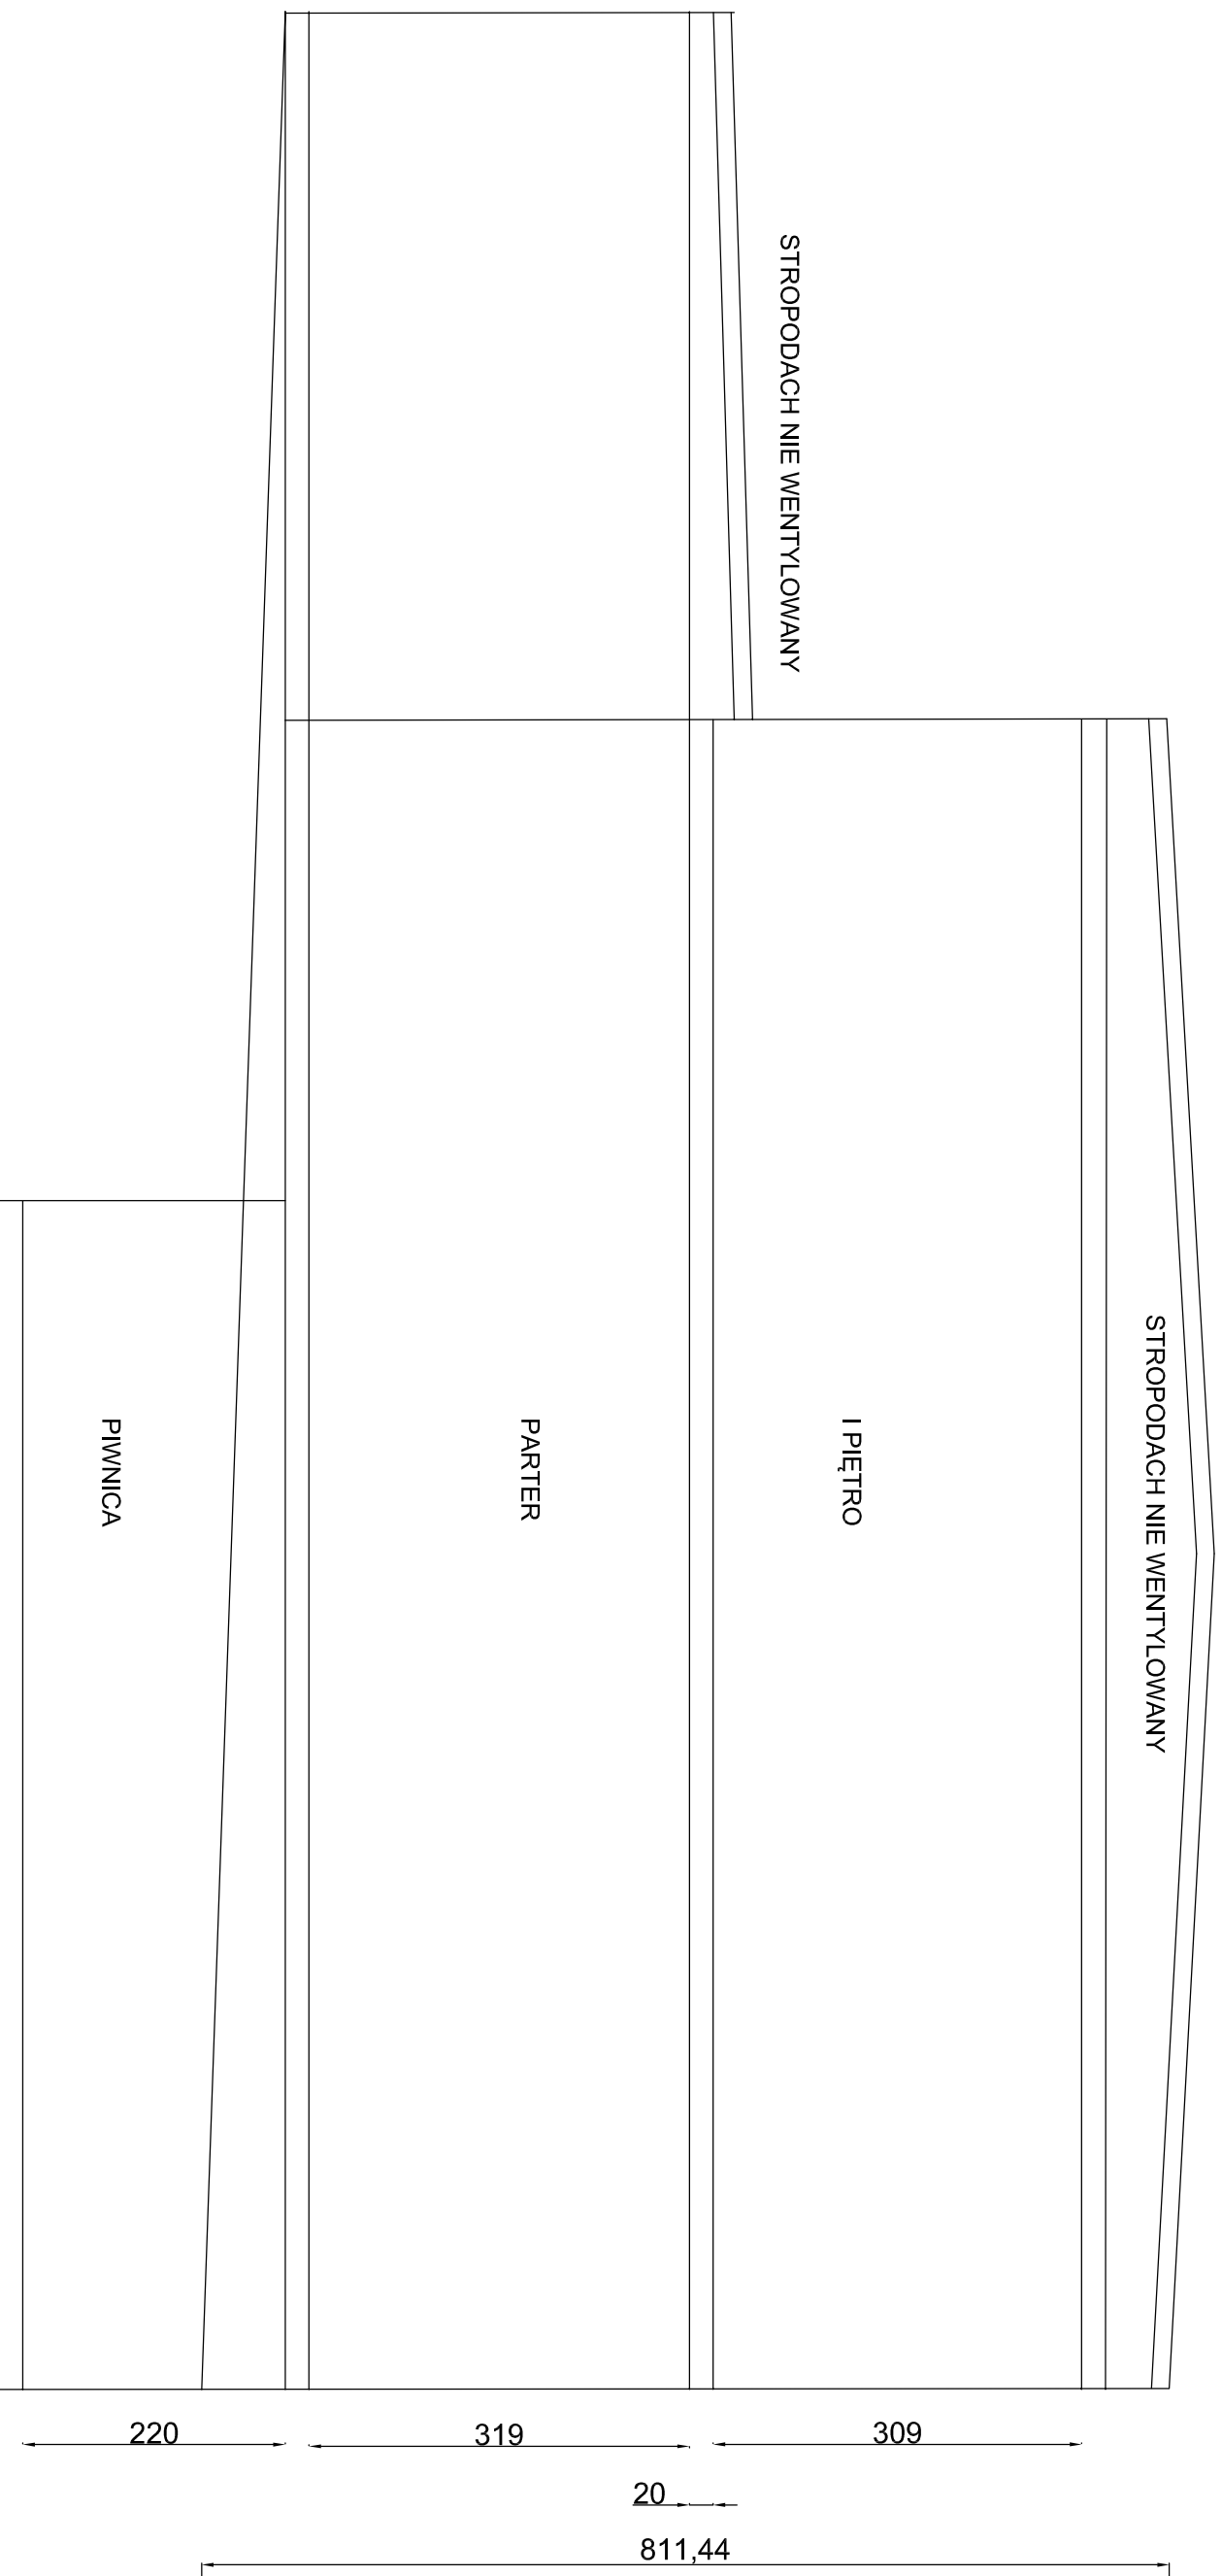 STROPODACH NIE WENTYLOWANY
STROPODACH NIE WENTYLOWANY
I PIĘTRO
PARTER
PIWNICA
220
319
309
20
811,44